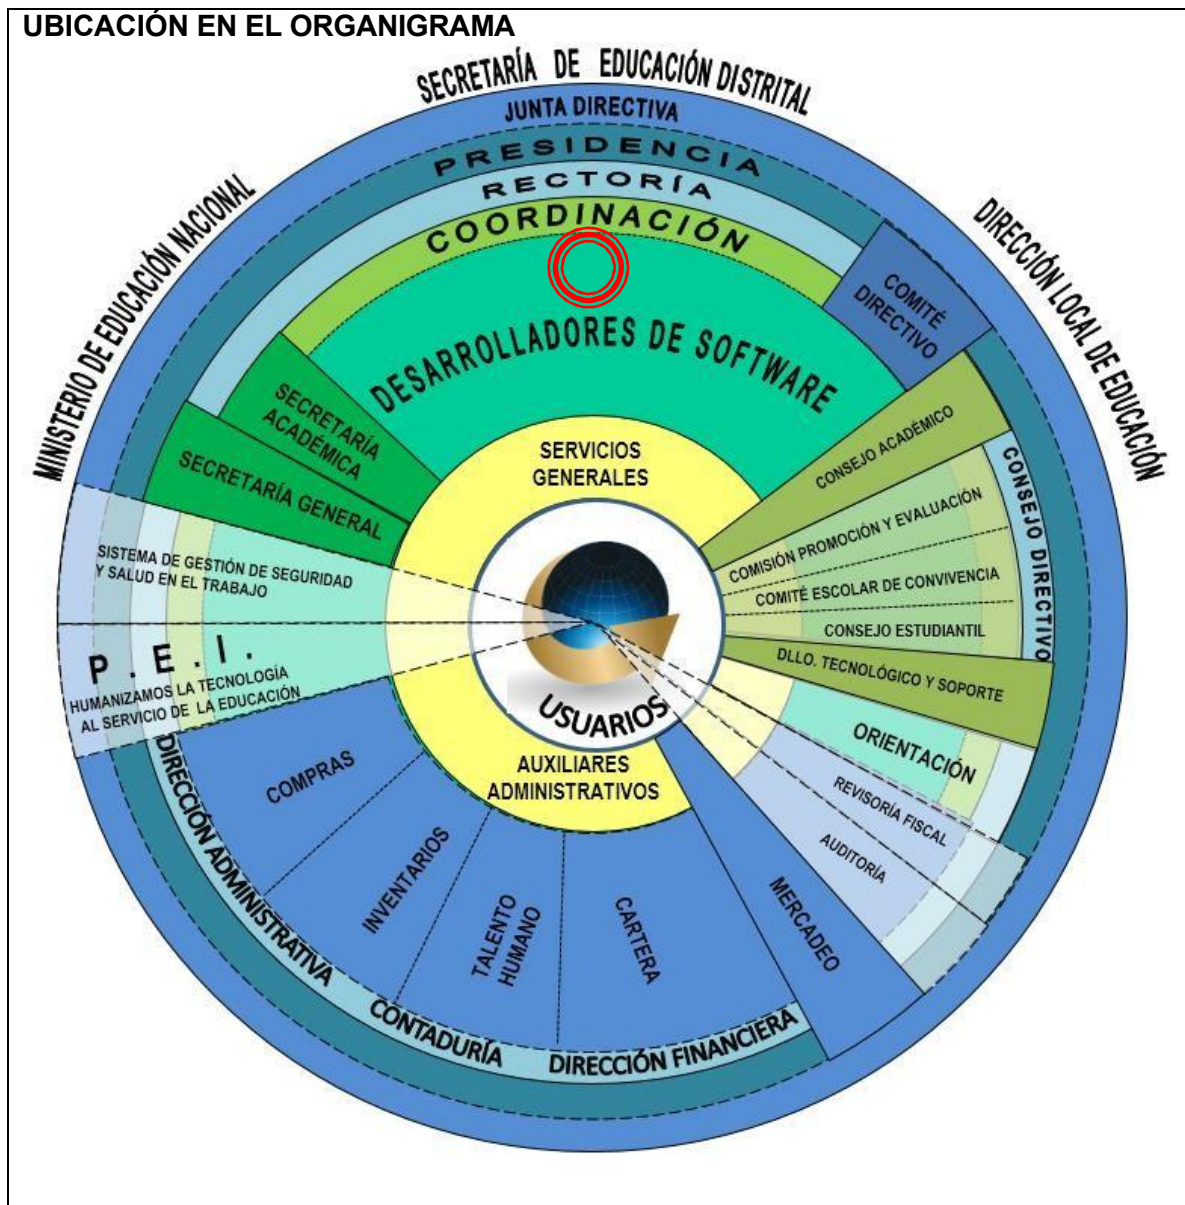 UBICACIÓN EN EL ORGANIGRAMA
SECRETARÍA DE EDUCACIÓN DISTRITAL
MINISTERIO DE EDUCACIÓN NACIONAL
DIRECCIÓN LOCAL DE EDUCACIÓN
JUNTA DIRECTIVA
PRESIDENCIA
RECTORÍA
COORDINACIÓN
DESARROLLADORES DE SOFTWARE
COMITÉ
DIRECTIVO
SECRETARÍA
ACADÉMICA
SECRETARÍA GENERAL
SERVICIOS
GENERALES
CONSEJO ACADÉMICO
CONSEJO DIRECTIVO
COMISIÓN PROMOCIÓN Y EVALUACIÓN
COMITÉ ESCOLAR DE CONVIVENCIA
CONSEJO ESTUDIANTIL
DLLO. TECNOLÓGICO Y SOPORTE
SISTEMA DE GESTIÓN DE SEGURIDAD
Y SALUD EN EL TRABAJO
P. E. I.
HUMANIZAMOS LA TECNOLOGÍA
AL SERVICIO DE LA EDUCACIÓN
USUARIOS
AUXILIARES
ADMINISTRATIVOS
ORIENTACIÓN
REVISORÍA FISCAL
AUDITORÍA
MERCADEO
COMPRAS
INVENTARIOS
TALENTO
HUMANO
CARTERA
DIRECCIÓN ADMINISTRATIVA
CONTADURÍA
DIRECCIÓN FINANCIERA